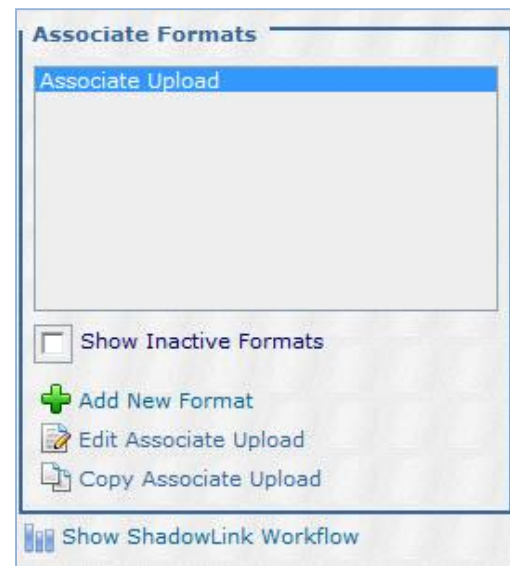 Associate Formats
Associate Upload
Show Inactive Formats
Add New Format
Edit Associate Upload
Copy Associate Upload
Show ShadowLink Workflow